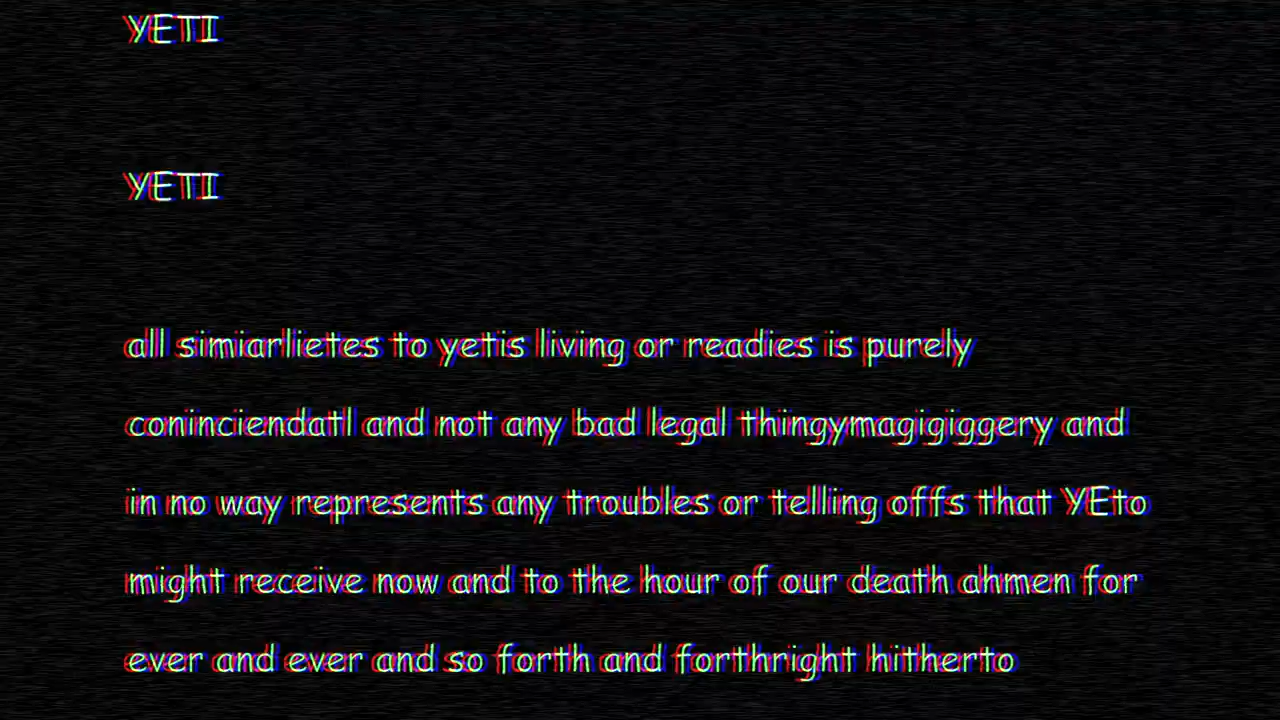 YETI
YETI
all simiarlietes to yetis living or readies is purely
coninciendatl and not any bad legal thingymagigiggery and
in no way represents any troubles or telling offs that YEto
might receive now and to the hour of our death ahmen for
ever and ever and so forth and forthright hitherto